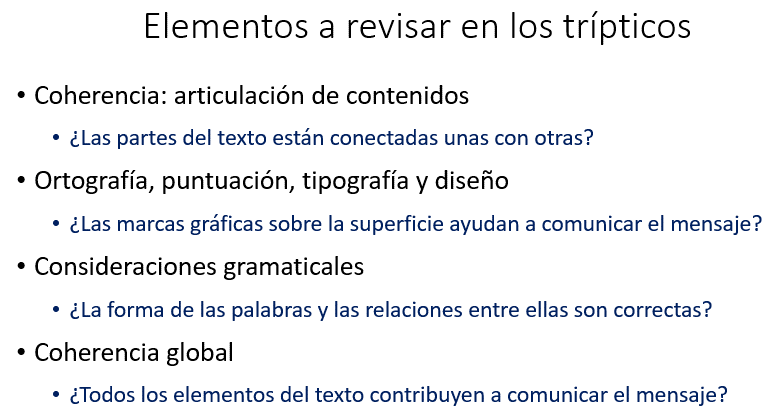 Elementos a revisar en los trípticos
• Coherencia: articulación de contenidos
• ¿Las partes del texto están conectadas unas con otras?
• Ortografía, puntuación, tipografía y diseño
• ¿Las marcas gráficas sobre la superficie ayudan a comunicar el mensaje?
• Consideraciones gramaticales
• ¿La forma de las palabras y las relaciones entre ellas son correctas?
• Coherencia global
• ¿Todos los elementos del texto contribuyen a comunicar el mensaje?